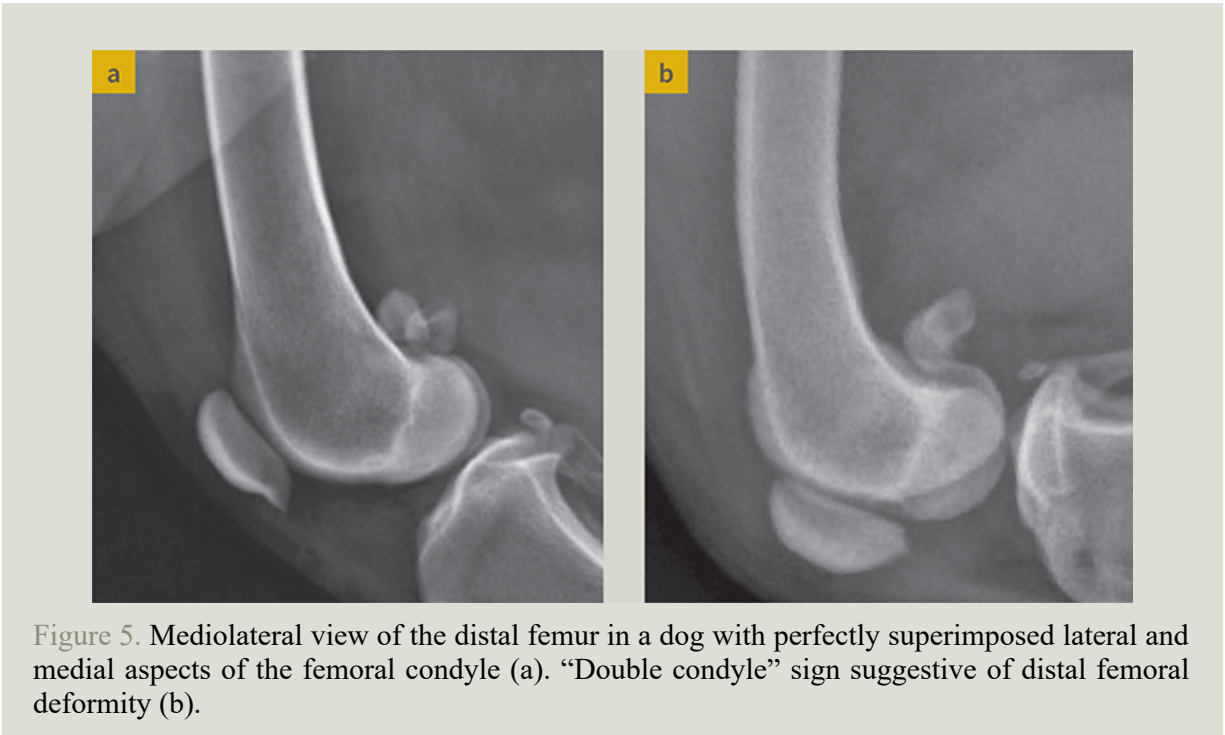 a
b
Figure 5. Mediolateral view of the distal femur in a dog with perfectly superimposed lateral and
medial aspects of the femoral condyle (a). “Double condyle” sign suggestive of distal femoral
deformity (b).